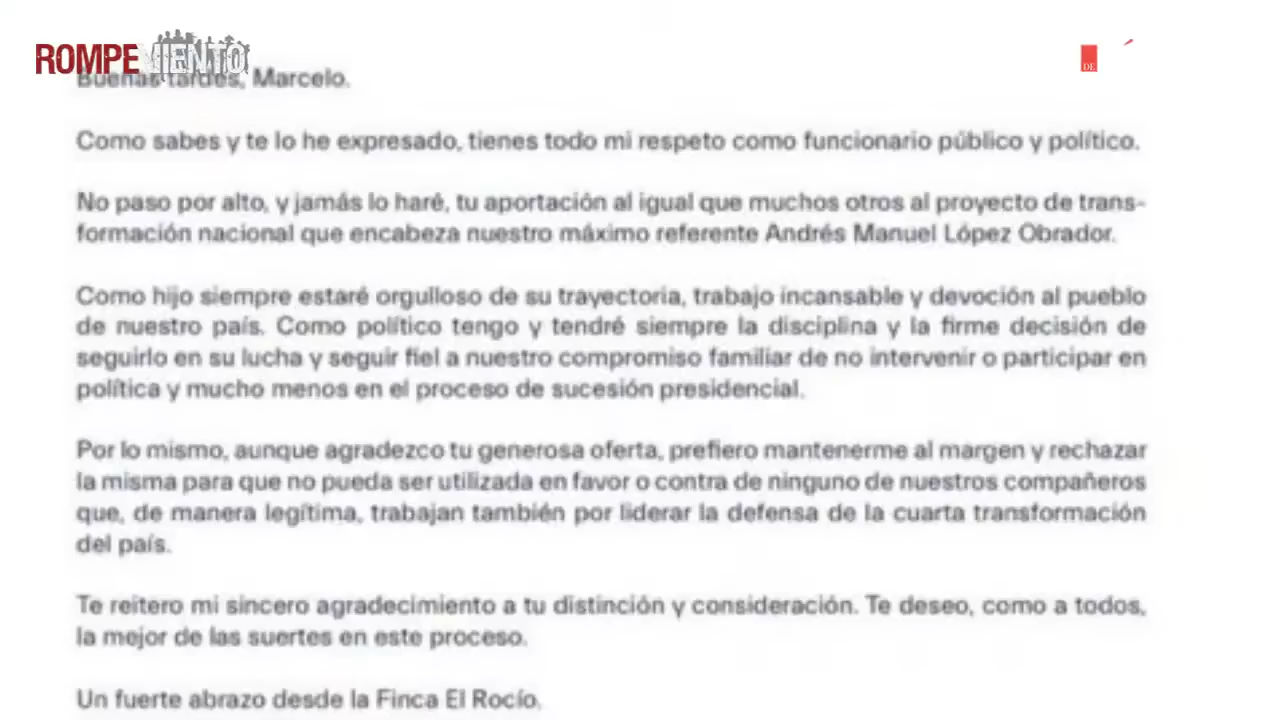 ROMPEVIENTO
DE
Buenas tardes, Marcelo.
Como sabes y te lo he expresado, tienes todo mi respeto como funcionario público y político.
No paso por alto, y jamás lo haré, tu aportación al igual que muchos otros al proyecto de trans-
formación nacional que encabeza nuestro máximo referente Andrés Manuel López Obrador.
Como hijo siempre estaré orgulloso de su trayectoria, trabajo incansable y devoción al pueblo
de nuestro país. Como político tengo y tendré siempre la disciplina y la firme decisión de
seguirlo en su lucha y seguir fiel a nuestro compromiso familiar de no intervenir o participar en
política y mucho menos en el proceso de sucesión presidencial.
Por lo mismo, aunque agradezco tu generosa oferta, prefiero mantenerme al margen y rechazar
la misma para que no pueda ser utilizada en favor o contra de ninguno de nuestros compañeros
que, de manera legítima, trabajan también por liderar la defensa de la cuarta transformación
del país.
Te reitero mi sincero agradecimiento a tu distinción y consideración. Te deseo, como a todos,
la mejor de las suertes en este proceso.
Un fuerte abrazo desde la Finca El Rocío.